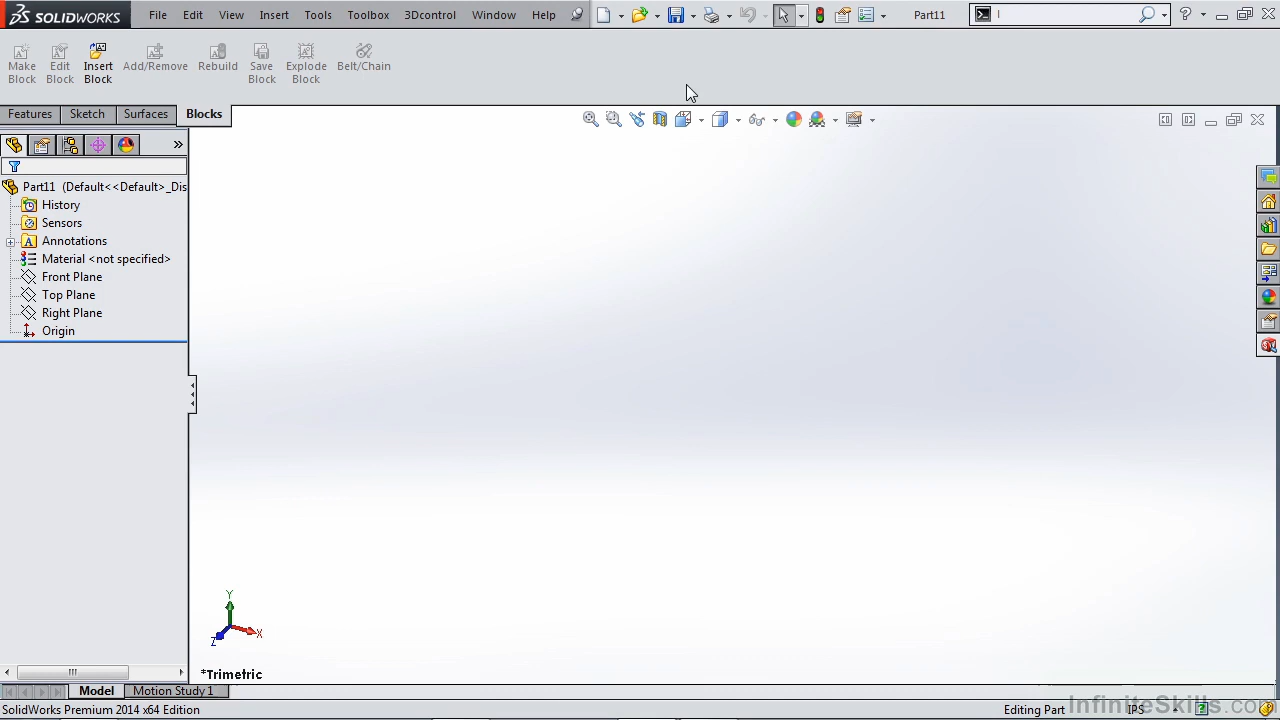 SOLIDWORKS File Edit View Insert Tools Toolbox 3Dcontrol Window Help Part11
Make Block Edit Block Insert Block Add/Remove Rebuild Save Block Explode Block Belt/Chain
Features Sketch Surfaces Blocks
Part11 (Default<<Default>_Dis
History
Sensors
Annotations
Material <not specified>
Front Plane
Top Plane
Right Plane
Origin
Y
X
Z
*Trimetric
Model Motion Study 1
SolidWorks Premium 2014 x64 Edition Editing Part IPS
InfiniteSkills.com